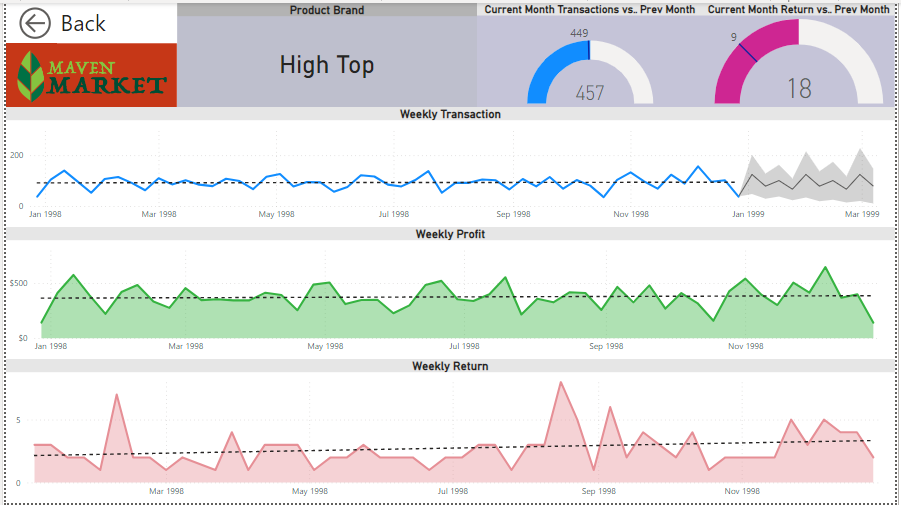 Back
MAVEN
MARKET
Product Brand
High Top
Current Month Transactions vs.. Prev Month
449
457
Current Month Return vs.. Prev Month
9
18
Weekly Transaction
200
0
Jan 1998 Mar 1998 May 1998 Jul 1998 Sep 1998 Nov 1998 Jan 1999 Mar 1999
Weekly Profit
$500
$0
Jan 1998 Mar 1998 May 1998 Jul 1998 Sep 1998 Nov 1998
Weekly Return
5
0
Mar 1998 May 1998 Jul 1998 Sep 1998 Nov 1998